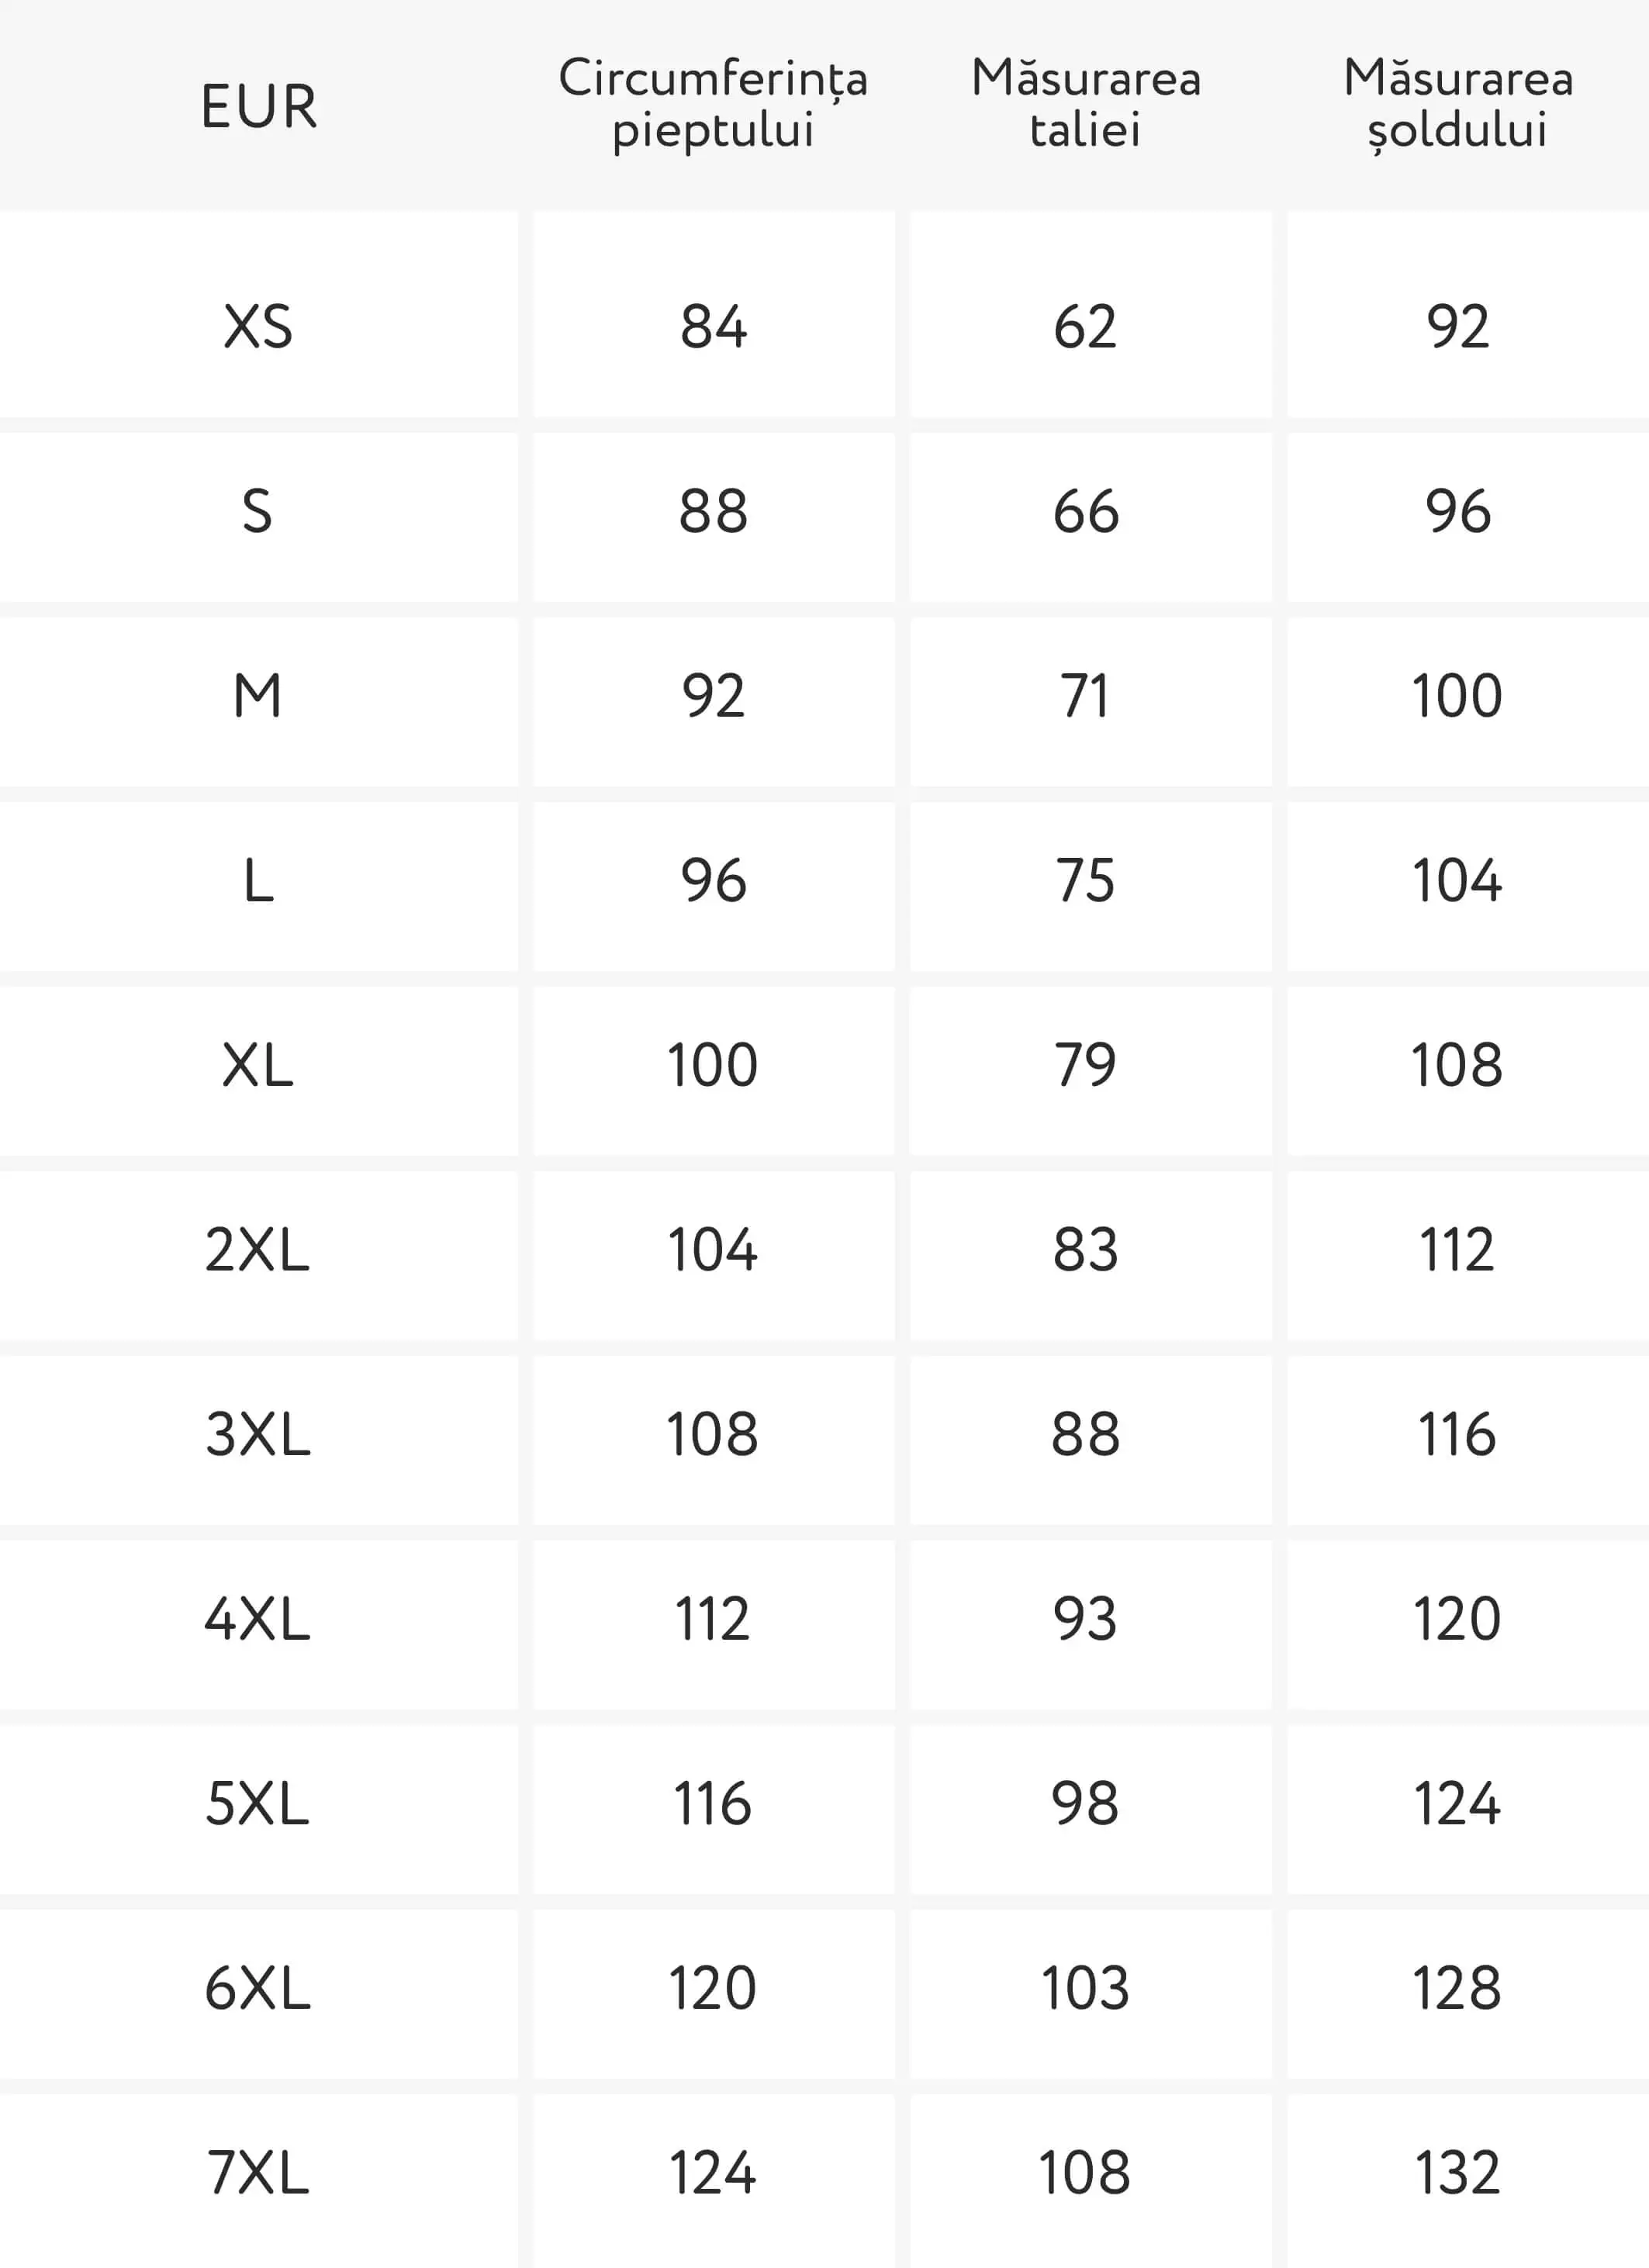 EUR
Circumferința pieptului
Măsurarea taliei
Măsurarea șoldului
XS 84 62 92
S 88 66 96
M 92 71 100
L 96 75 104
XL 100 79 108
2XL 104 83 112
3XL 108 88 116
4XL 112 93 120
5XL 116 98 124
6XL 120 103 128
7XL 124 108 132